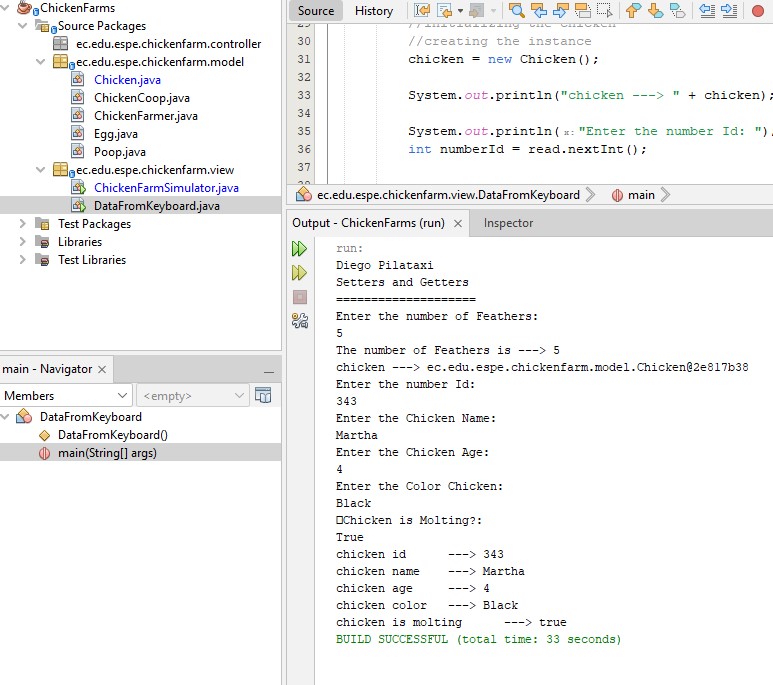 ChickenFarms
Source Packages
ec.edu.espe.chickenfarm.controller
ec.edu.espe.chickenfarm.model
Chicken.java
ChickenCoop.java
ChickenFarmer.java
Egg.java
Poop.java
ec.edu.espe.chickenfarm.view
ChickenFarmSimulator.java
DataFromKeyboard.java
Test Packages
Libraries
Test Libraries
main - Navigator
Members
<empty>
DataFromKeyboard
DataFromKeyboard()
main(String[] args)
Source History
30 //creating the instance
31 chicken = new Chicken();
32
33 System.out.println("chicken ---> " + chicken);
34
35 System.out.println(x: "Enter the number Id: ")
36 int numberId = read.nextInt();
37
ec.edu.espe.chickenfarm.view.DataFromKeyboard main
Output - ChickenFarms (run) Inspector
run:
Diego Pilataxi
Setters and Getters
====================
Enter the number of Feathers:
5
The number of Feathers is ---> 5
chicken ---> ec.edu.espe.chickenfarm.model.Chicken@2e817b38
Enter the number Id:
343
Enter the Chicken Name:
Martha
Enter the Chicken Age:
4
Enter the Color Chicken:
Black
Chicken is Molting?:
True
chicken id ---> 343
chicken name ---> Martha
chicken age ---> 4
chicken color ---> Black
chicken is molting ---> true
BUILD SUCCESSFUL (total time: 33 seconds)